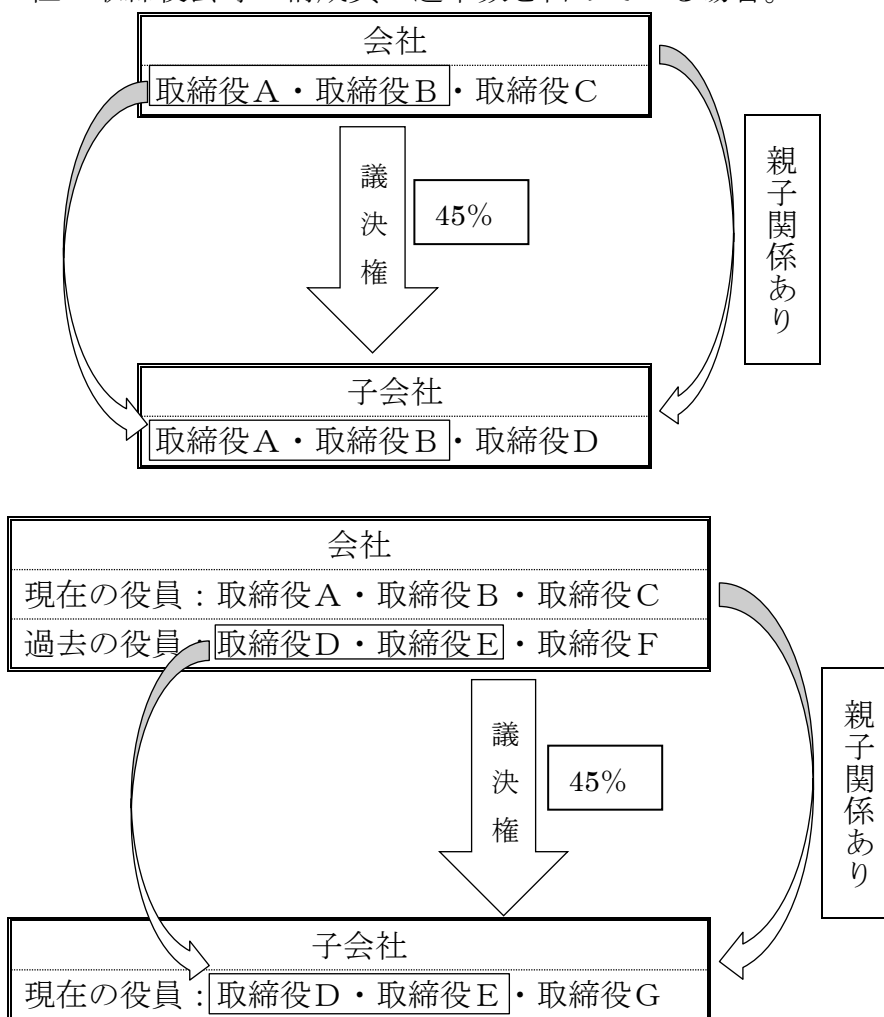 会社
取締役A・取締役B・取締役C
議決権
45%
親子関係あり
子会社
取締役A・取締役B・取締役D
会社
現在の役員:取締役A・取締役B・取締役C
過去の役員:取締役D・取締役E・取締役F
議決権
45%
親子関係あり
子会社
現在の役員:取締役D・取締役E・取締役G